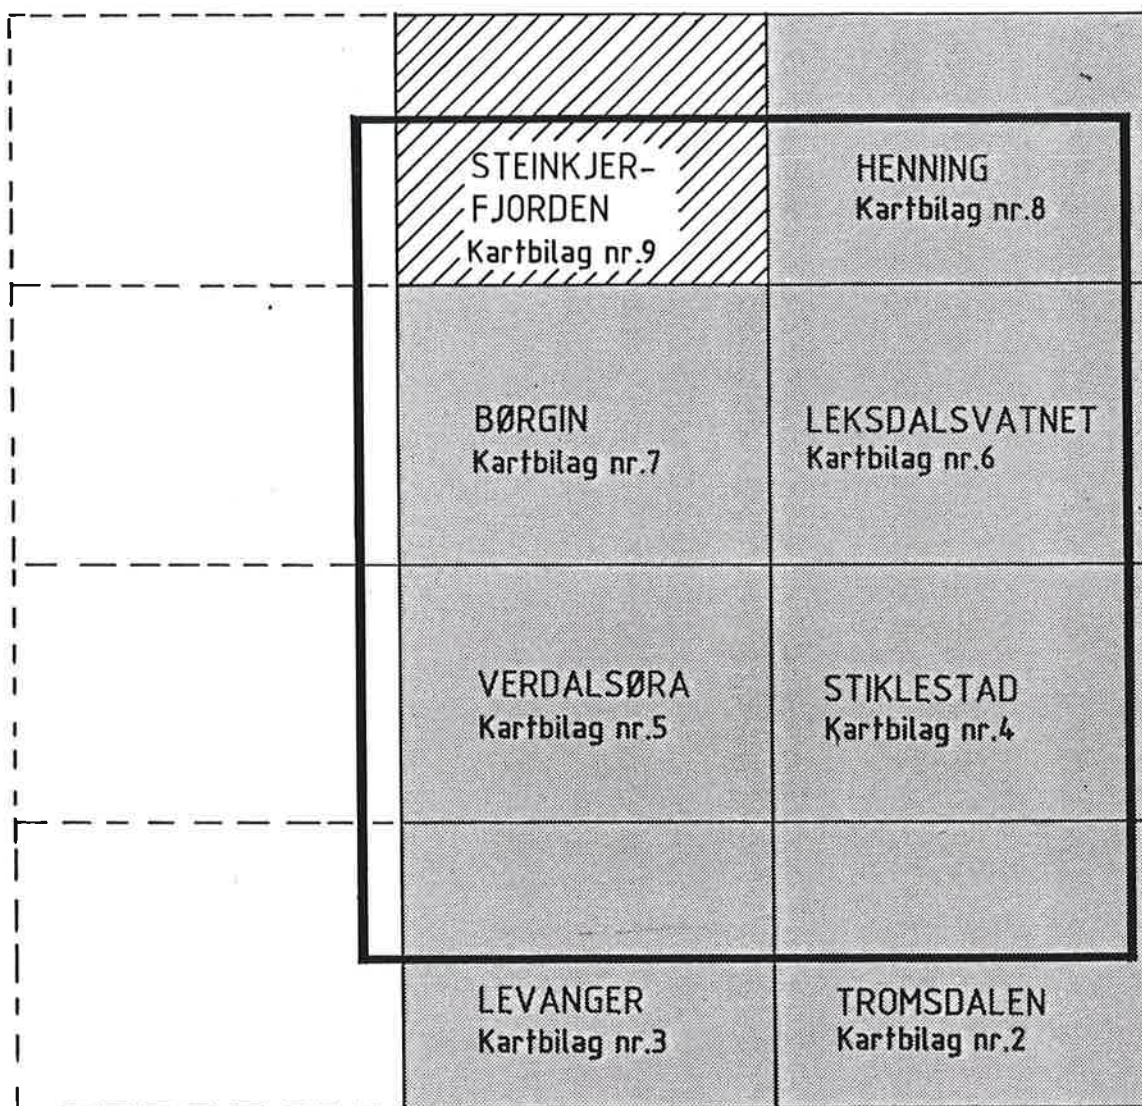 STEINKJER-
FJORDEN
Kartbilag nr.9
HENNING
Kartbilag nr.8
BØRGIN
Kartbilag nr.7
LEKSDALSVATNET
Kartbilag nr.6
VERDALSØRA
Kartbilag nr.5
STIKLESTAD
Kartbilag nr.4
LEVANGER
Kartbilag nr.3
TROMSDALEN
Kartbilag nr.2